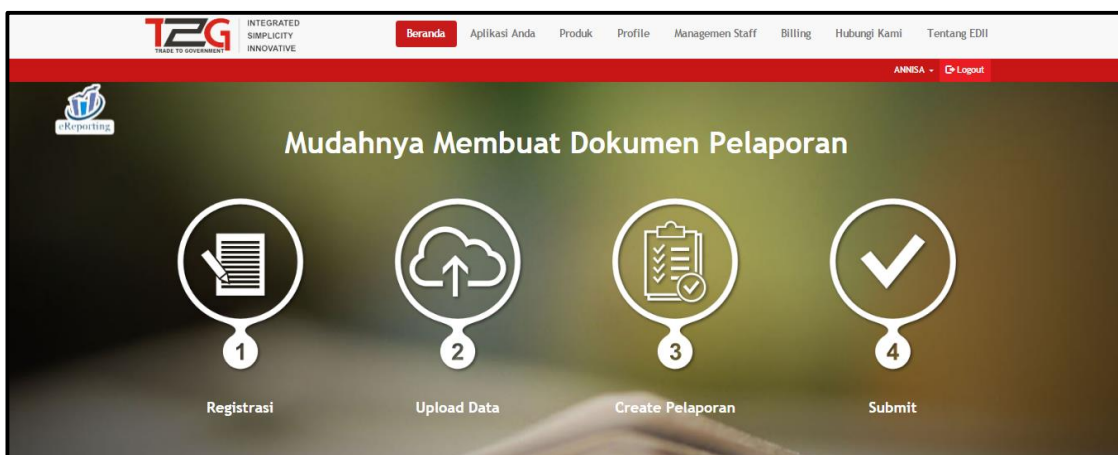 T2G
TRADE TO GOVERNMENT
INTEGRATED
SIMPLICITY
INNOVATIVE
Beranda Aplikasi Anda Produk Profile Managemen Staff Billing Hubungi Kami Tentang EDII
ANNISA Logout
eReporting
Mudahnya Membuat Dokumen Pelaporan
1 2 3 4
Registrasi Upload Data Create Pelaporan Submit